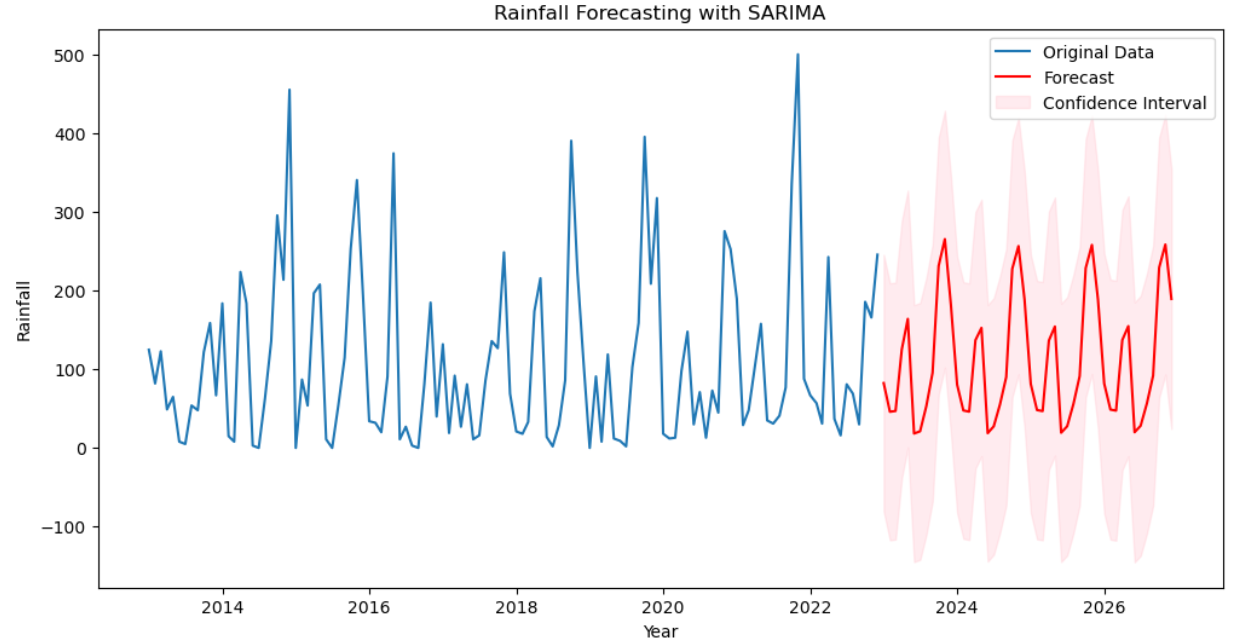 Rainfall Forecasting with SARIMA
Original Data
Forecast
Confidence Interval
500
400
300
200
100
0
−100
Rainfall
2014 2016 2018 2020 2022 2024 2026
Year